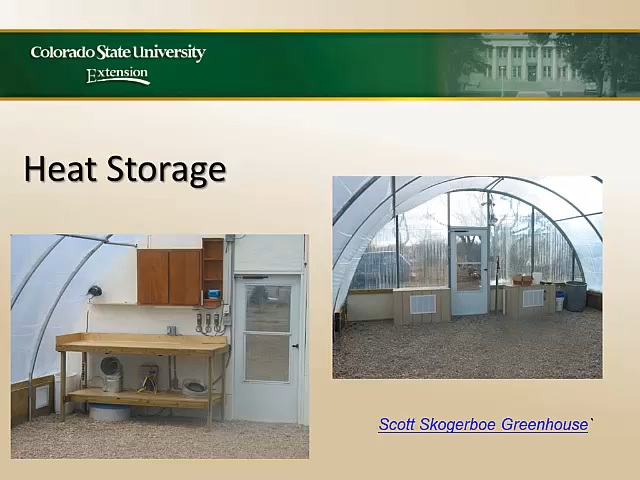 Colorado State University
Extension
Heat Storage
Scott Skogerboe Greenhouse`